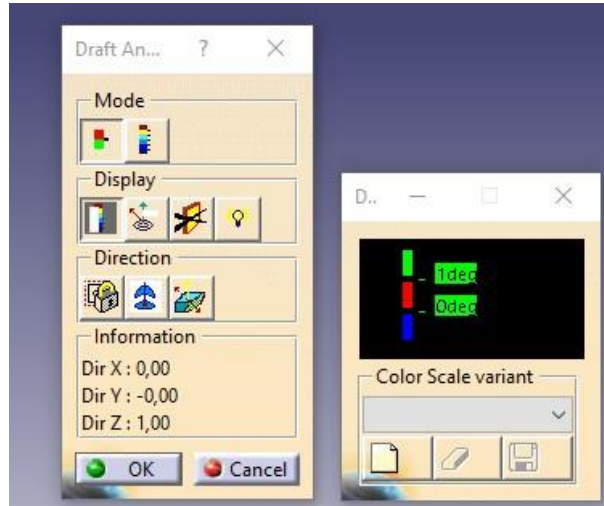 Draft An... ?
Mode
Display
Direction
Information
Dir X : 0,00
Dir Y : -0,00
Dir Z : 1,00
OK Cancel
D..
1deg
0deg
Color Scale variant